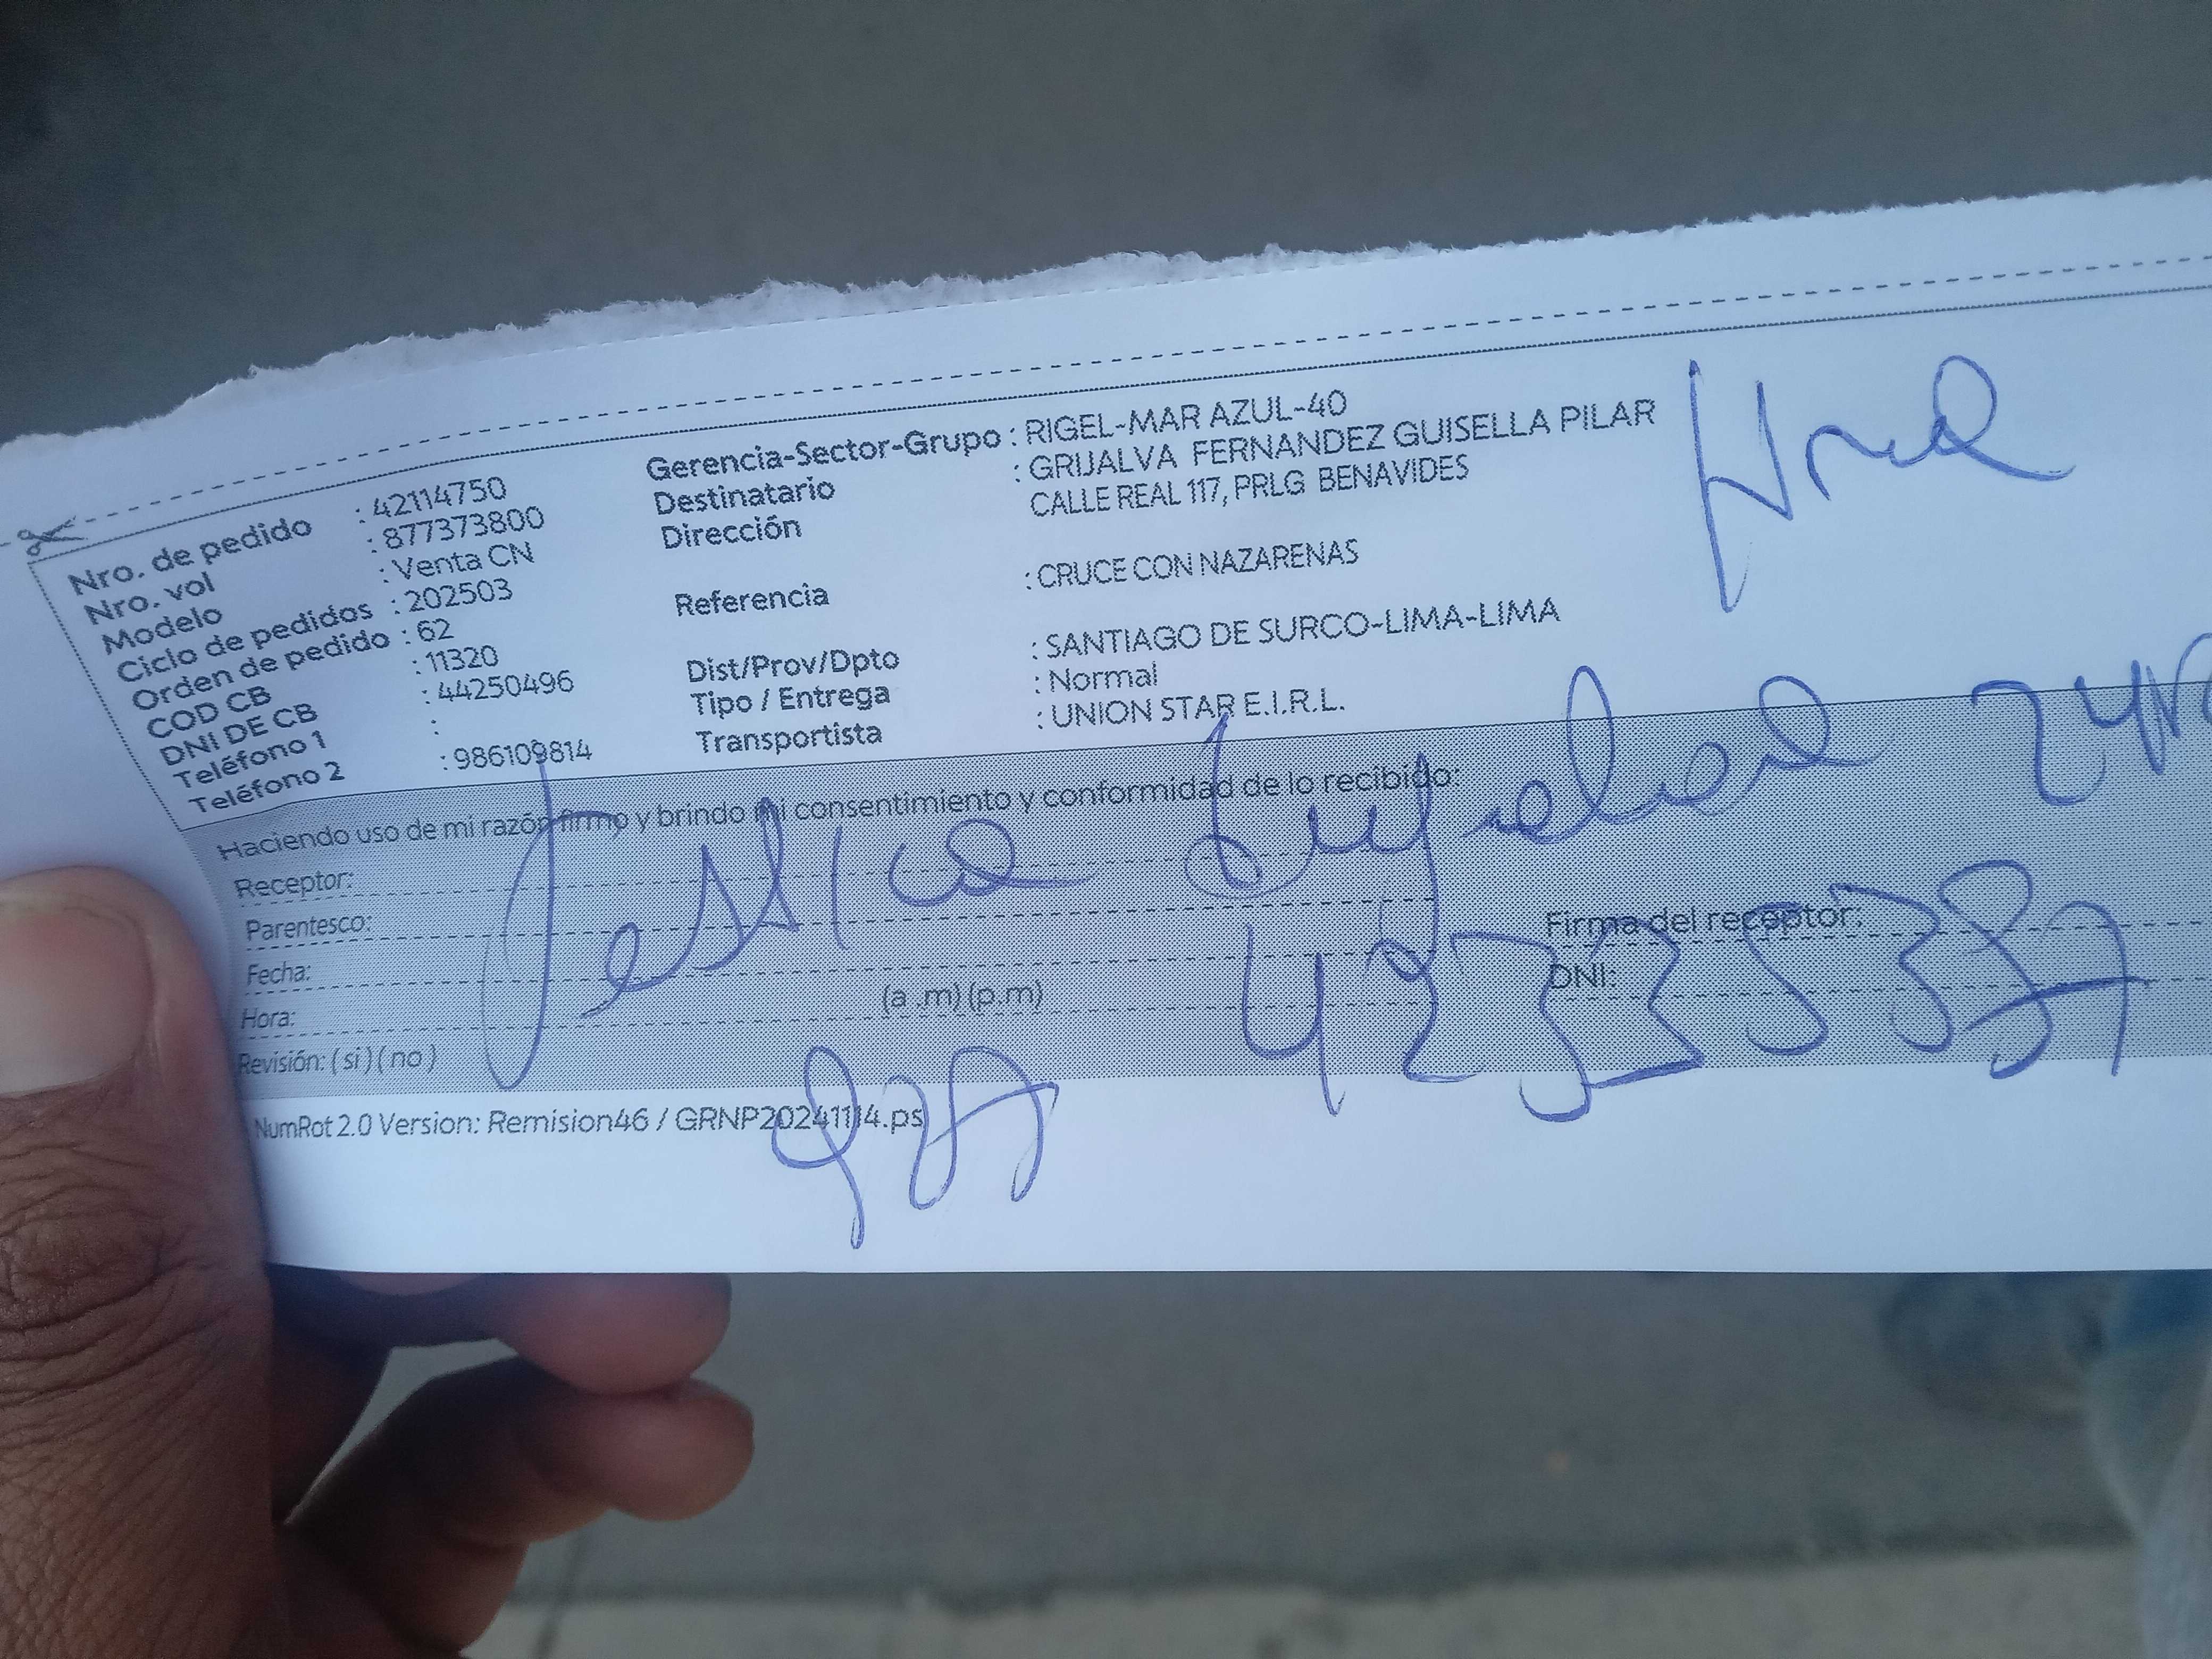 Nro. de pedido : 42114750
Nro. vol : 877373800
Modelo : Venta CN
Ciclo de pedidos : 202503
Orden de pedido : 62
COD CB : 11320
DNI DE CB : 44250496
Teléfono 1 :
Teléfono 2 : 986109814
Gerencia-Sector-Grupo : RIGEL-MAR AZUL-40
Destinatario : GRIJALVA FERNANDEZ GUISELLA PILAR
Dirección CALLE REAL 117, PRLG BENAVIDES
Referencia : CRUCE CON NAZARENAS
Dist/Prov/Dpto : SANTIAGO DE SURCO-LIMA-LIMA
Tipo / Entrega : Normal
Transportista : UNION STAR E.I.R.L.
Haciendo uso de mi razón firmo y brindo mi consentimiento y conformidad de lo recibido:
Receptor:
Jessica
Parentesco:
Fecha:
Hora: (a .m) (p.m)
Revisión: ( si ) ( no )
Firma del receptor:
DNI:
NumRot 2.0 Version: Remision46 / GRNP20241114.ps